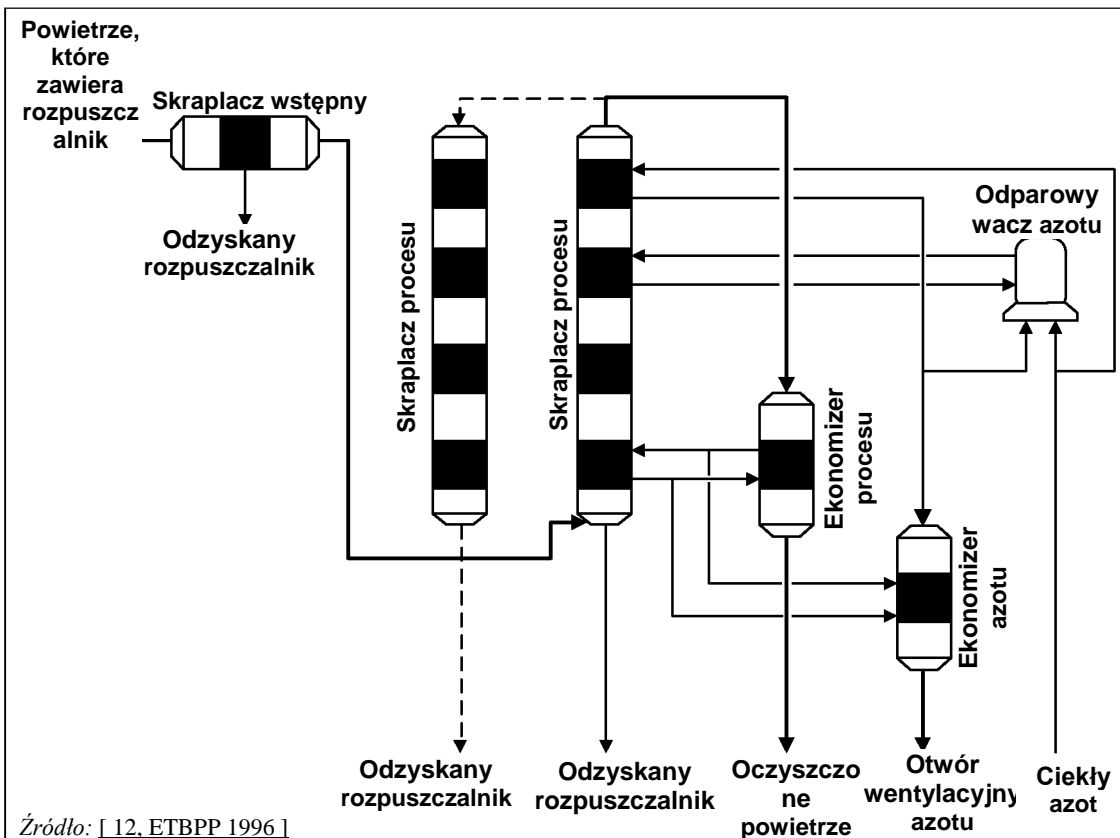 Powietrze,
które
zawiera
rozpuszcz
alnik
Skraplacz wstępny
Odzyskany
rozpuszczalnik
Skraplacz procesu
Skraplacz procesu
Odparowy
wacz azotu
Ekonomizer
procesu
Ekonomizer
azotu
Odzyskany
rozpuszczalnik
Odzyskany
rozpuszczalnik
Oczyszczo
ne
powietrze
Otwór
wentylacyjny
azotu
Ciekły
azot
Źródło: [ 12, ETBPP 1996 ]